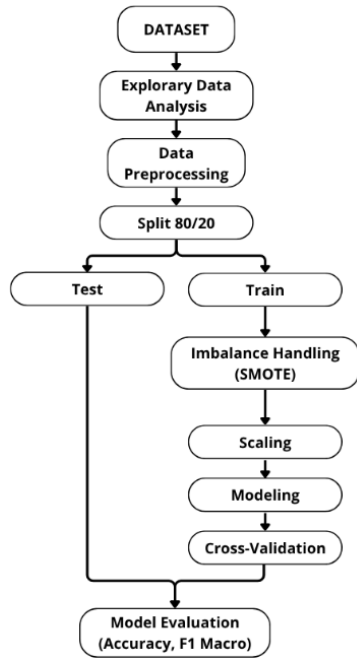 DATASET
Explorary Data
Analysis
Data
Preprocessing
Split 80/20
Test
Train
Imbalance Handling
(SMOTE)
Scaling
Modeling
Cross-Validation
Model Evaluation
(Accuracy, F1 Macro)